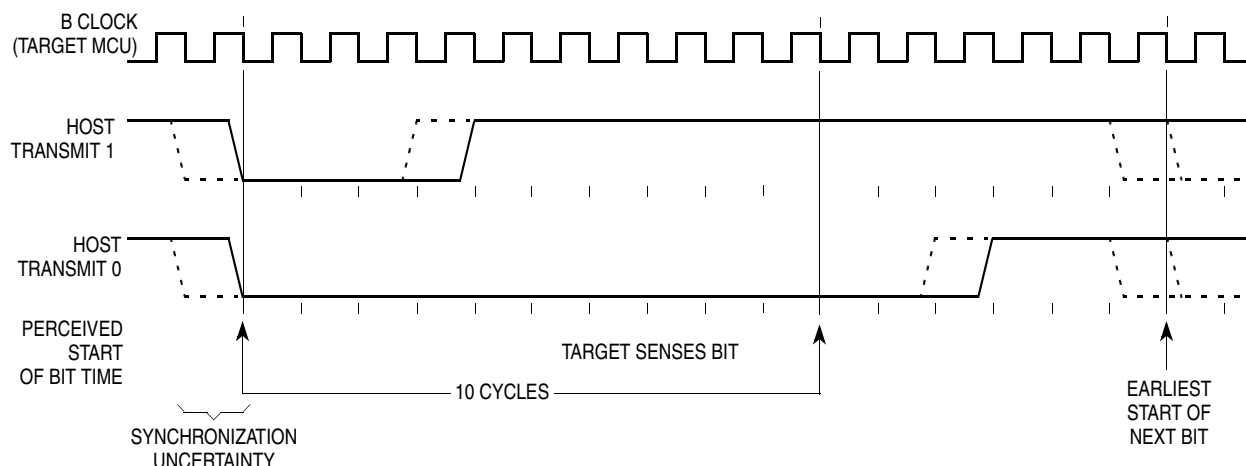 B CLOCK
(TARGET MCU)
HOST
TRANSMIT 1
HOST
TRANSMIT 0
PERCEIVED
START
OF BIT TIME
TARGET SENSES BIT
10 CYCLES
SYNCHRONIZATION
UNCERTAINTY
EARLIEST
START OF
NEXT BIT